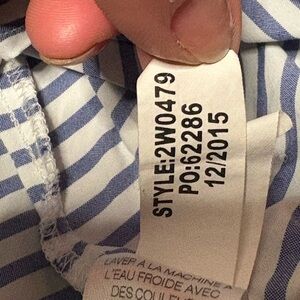 STYLE:2W0479
PO:62286
12/2015
LAVER A LA MACHINE A
L'EAU FROIDE AVEC
DES COULEURS